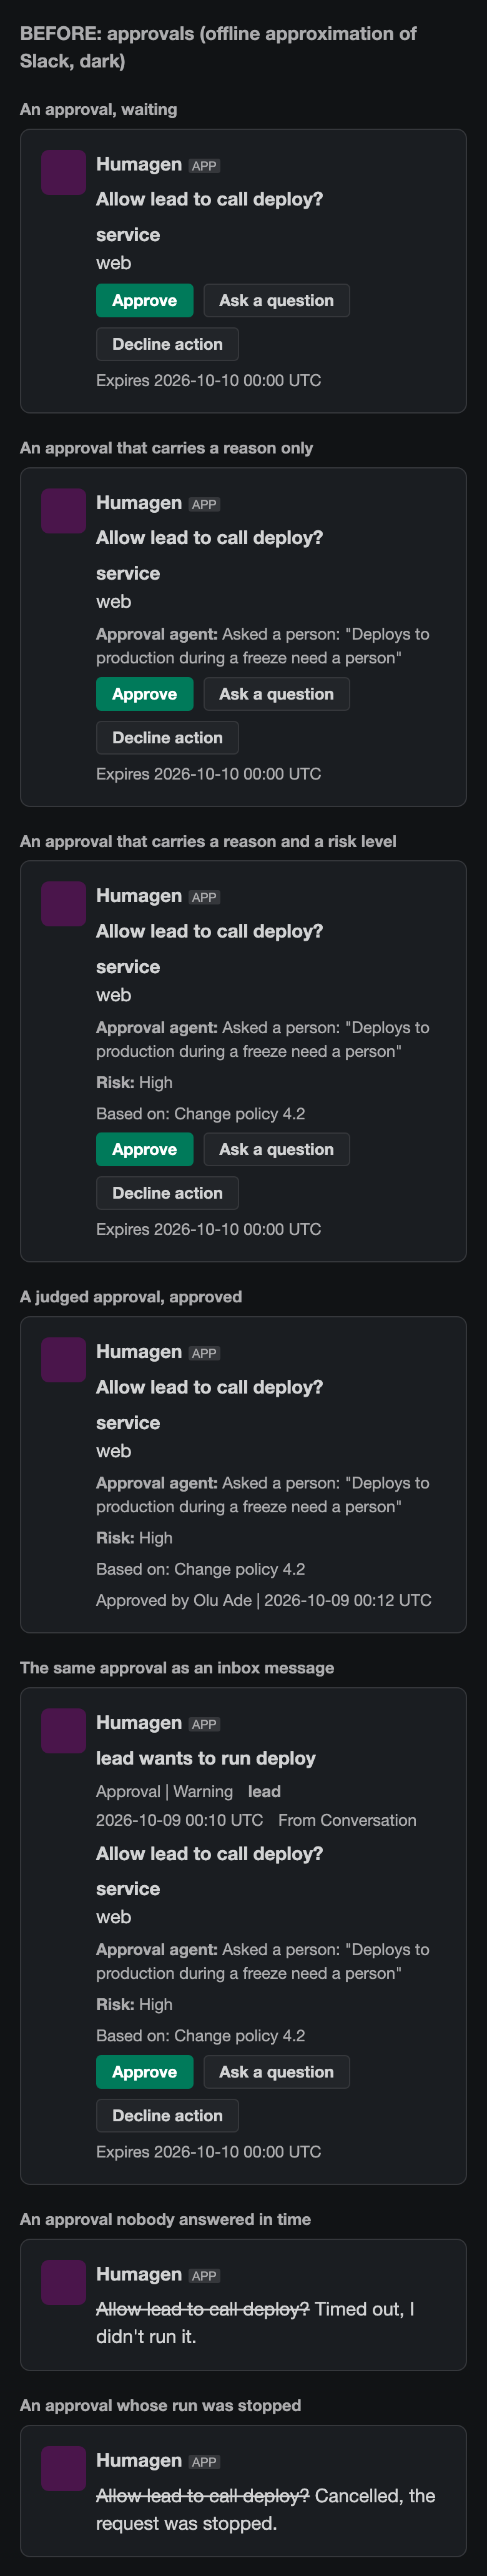 BEFORE: approvals (offline approximation of
Slack, dark)
An approval, waiting
Humagen APP
Allow lead to call deploy?
service
web
Approve Ask a question
Decline action
Expires 2026-10-10 00:00 UTC
An approval that carries a reason only
Humagen APP
Allow lead to call deploy?
service
web
Approval agent: Asked a person: "Deploys to
production during a freeze need a person"
Approve Ask a question
Decline action
Expires 2026-10-10 00:00 UTC
An approval that carries a reason and a risk level
Humagen APP
Allow lead to call deploy?
service
web
Approval agent: Asked a person: "Deploys to
production during a freeze need a person"
Risk: High
Based on: Change policy 4.2
Approve Ask a question
Decline action
Expires 2026-10-10 00:00 UTC
A judged approval, approved
Humagen APP
Allow lead to call deploy?
service
web
Approval agent: Asked a person: "Deploys to
production during a freeze need a person"
Risk: High
Based on: Change policy 4.2
Approved by Olu Ade | 2026-10-09 00:12 UTC
The same approval as an inbox message
Humagen APP
lead wants to run deploy
Approval | Warning lead
2026-10-09 00:10 UTC From Conversation
Allow lead to call deploy?
service
web
Approval agent: Asked a person: "Deploys to
production during a freeze need a person"
Risk: High
Based on: Change policy 4.2
Approve Ask a question
Decline action
Expires 2026-10-10 00:00 UTC
An approval nobody answered in time
Humagen APP
Allow lead to call deploy? Timed out, I
didn't run it.
An approval whose run was stopped
Humagen APP
Allow lead to call deploy? Cancelled, the
request was stopped.